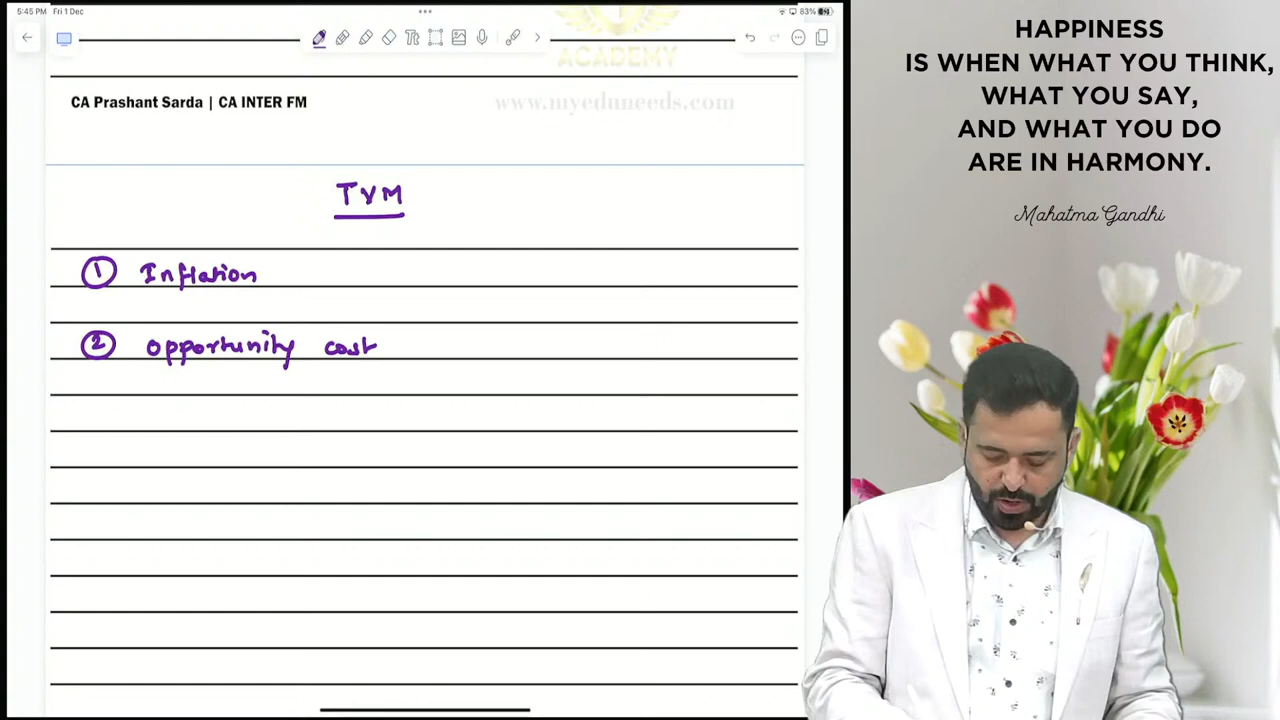 5:45 PM Fri 1 Dec
83%
ACADEMY
CA Prashant Sarda | CA INTER FM
www.myeduneeds.com
TVM
1 Inflation
2 opportunity cost
HAPPINESS
IS WHEN WHAT YOU THINK,
WHAT YOU SAY,
AND WHAT YOU DO
ARE IN HARMONY.
Mahatma Gandhi